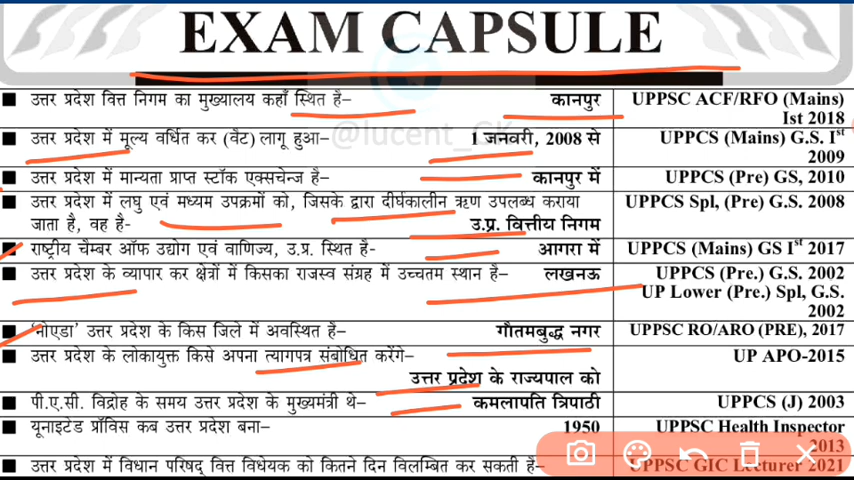 EXAM CAPSULE
■ उत्तर प्रदेश वित्त निगम का मुख्यालय कहाँ स्थित है– कानपुर UPPSC ACF/RFO (Mains)
Ist 2018
@lucent_GK
■ उत्तर प्रदेश में मूल्य वर्धित कर (वैट) लागू हुआ- 1 जनवरी, 2008 से UPPCS (Mains) G.S. Ist
2009
■ उत्तर प्रदेश में मान्यता प्राप्त स्टॉक एक्सचेन्ज है– कानपुर में UPPCS (Pre) GS, 2010
■ उत्तर प्रदेश में लघु एवं मध्यम उपक्रमों को, जिसके द्वारा दीर्घकालीन ऋण उपलब्ध कराया UPPCS Spl, (Pre) G.S. 2008
जाता है, वह है- उ.प्र. वित्तीय निगम
■ राष्ट्रीय चैम्बर ऑफ उद्योग एवं वाणिज्य, उ.प्र. स्थित है- आगरा में UPPCS (Mains) GS Ist 2017
■ उत्तर प्रदेश के व्यापार कर क्षेत्रों में किसका राजस्व संग्रह में उच्चतम स्थान है– लखनऊ UPPCS (Pre.) G.S. 2002
UP Lower (Pre.) Spl, G.S.
2002
■ 'नोएडा' उत्तर प्रदेश के किस जिले में अवस्थित है– गौतमबुद्ध नगर UPPSC RO/ARO (PRE), 2017
■ उत्तर प्रदेश के लोकायुक्त किसे अपना त्यागपत्र संबोधित करेंगे- UP APO-2015
उत्तर प्रदेश के राज्यपाल को
■ पी.ए.सी. विद्रोह के समय उत्तर प्रदेश के मुख्यमंत्री थे– कमलापति त्रिपाठी UPPCS (J) 2003
■ यूनाइटेड प्रॉविंस कब उत्तर प्रदेश बना- 1950 UPPSC Health Inspector
2013
■ उत्तर प्रदेश में विधान परिषद् वित्त विधेयक को कितने दिन विलम्बित कर सकती है- UPPSC GIC Lecturer 2021